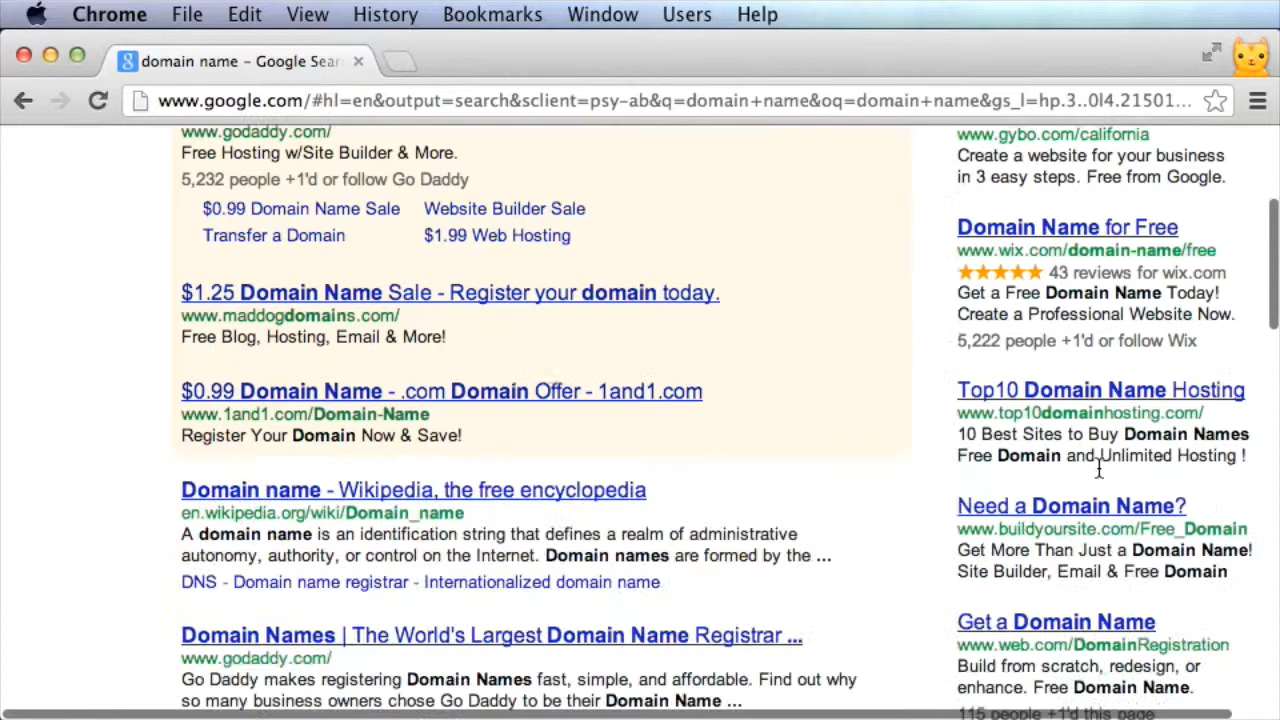 Chrome File Edit View History Bookmarks Window Users Help
domain name – Google Sear
www.google.com/#hl=en&output=search&sclient=psy-ab&q=domain+name&oq=domain+name&gs_l=hp.3..0l4.21501...
www.godaddy.com/
Free Hosting w/Site Builder & More.
5,232 people +1'd or follow Go Daddy
$0.99 Domain Name Sale Website Builder Sale
Transfer a Domain $1.99 Web Hosting
$1.25 Domain Name Sale - Register your domain today.
www.maddogdomains.com/
Free Blog, Hosting, Email & More!
$0.99 Domain Name - .com Domain Offer - 1and1.com
www.1and1.com/Domain-Name
Register Your Domain Now & Save!
Domain name - Wikipedia, the free encyclopedia
en.wikipedia.org/wiki/Domain_name
A domain name is an identification string that defines a realm of administrative
autonomy, authority, or control on the Internet. Domain names are formed by the ...
DNS - Domain name registrar - Internationalized domain name
Domain Names | The World's Largest Domain Name Registrar ...
www.godaddy.com/
Go Daddy makes registering Domain Names fast, simple, and affordable. Find out why
so many business owners chose Go Daddy to be their Domain Name ...
www.gybo.com/california
Create a website for your business
in 3 easy steps. Free from Google.
Domain Name for Free
www.wix.com/domain-name/free
★★★★★ 43 reviews for wix.com
Get a Free Domain Name Today!
Create a Professional Website Now.
5,222 people +1'd or follow Wix
Top10 Domain Name Hosting
www.top10domainhosting.com/
10 Best Sites to Buy Domain Names
Free Domain and Unlimited Hosting !
Need a Domain Name?
www.buildyoursite.com/Free_Domain
Get More Than Just a Domain Name!
Site Builder, Email & Free Domain
Get a Domain Name
www.web.com/DomainRegistration
Build from scratch, redesign, or
enhance. Free Domain Name.
115 people +1'd this page